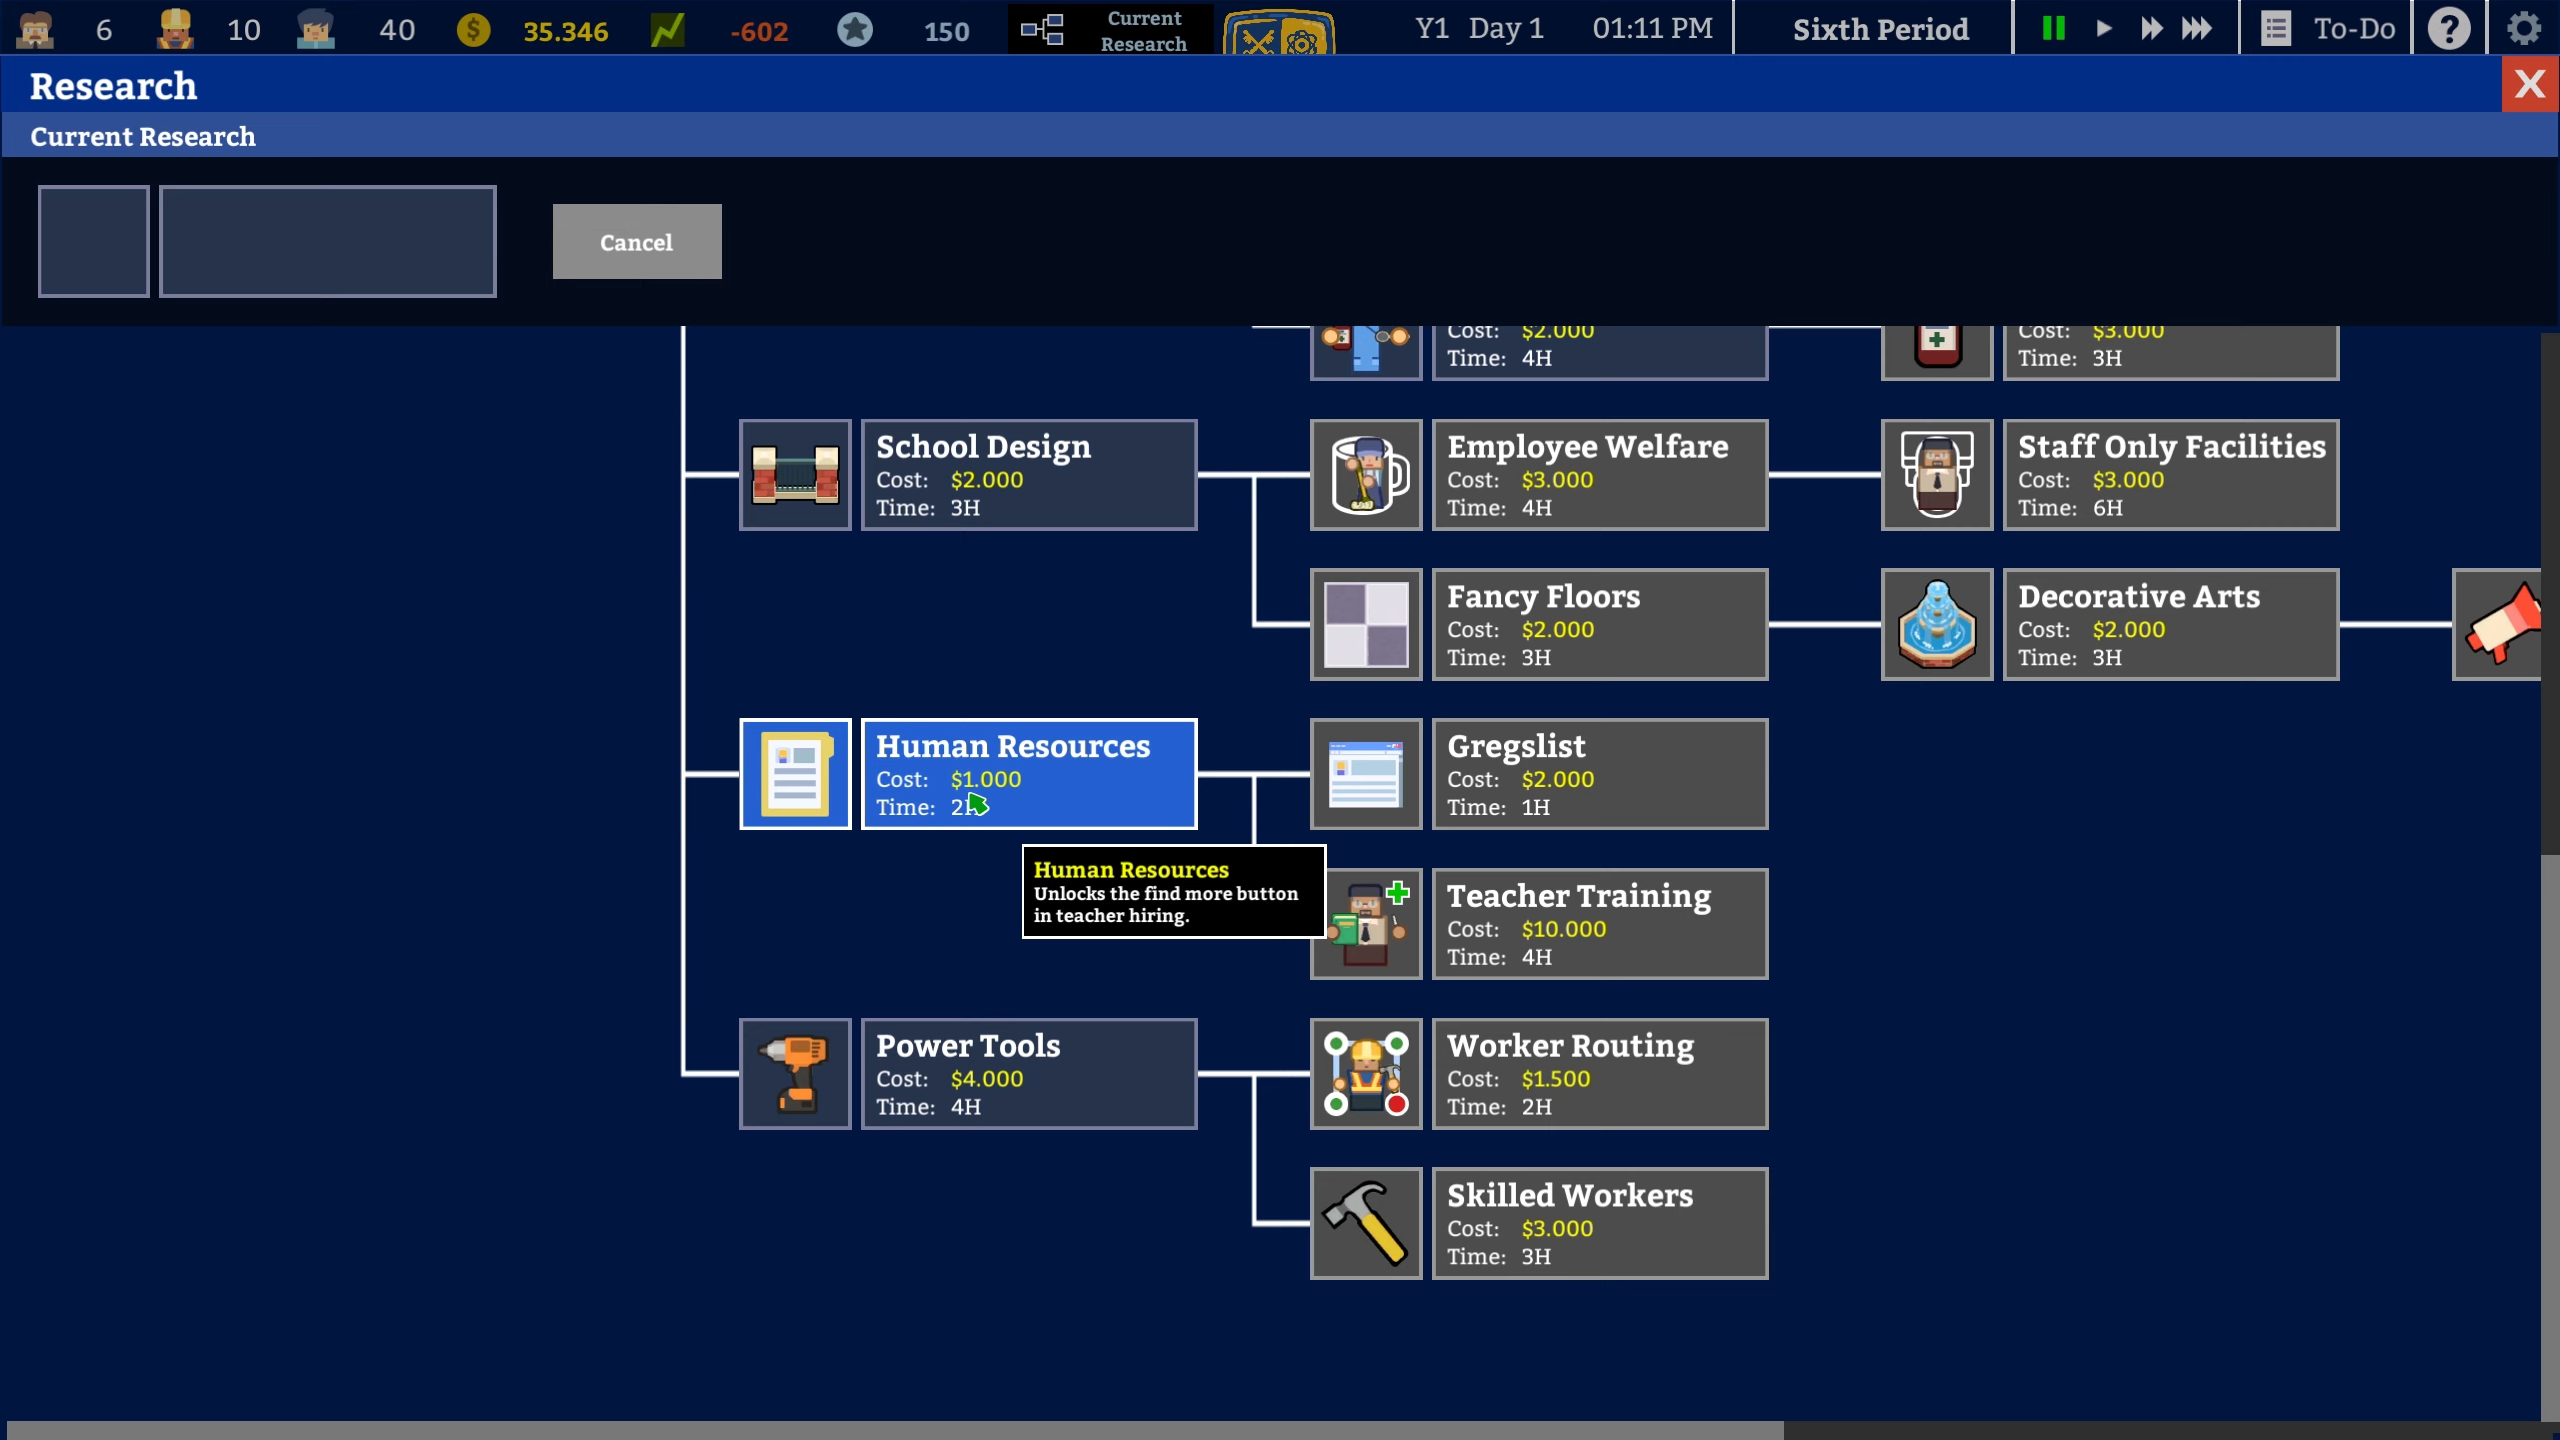 6
10
40
35.346
-602
150
Current
Research
Y1 Day 1
01:11 PM
Sixth Period
To-Do
?
Research
X
Current Research
Cancel
Cost: $2.000
Time: 4H
Cost: $3.000
Time: 3H
School Design
Cost: $2.000
Time: 3H
Employee Welfare
Cost: $3.000
Time: 4H
Staff Only Facilities
Cost: $3.000
Time: 6H
Fancy Floors
Cost: $2.000
Time: 3H
Decorative Arts
Cost: $2.000
Time: 3H
Human Resources
Cost: $1.000
Time: 2H
Gregslist
Cost: $2.000
Time: 1H
Human Resources
Unlocks the find more button
in teacher hiring.
Teacher Training
Cost: $10.000
Time: 4H
Power Tools
Cost: $4.000
Time: 4H
Worker Routing
Cost: $1.500
Time: 2H
Skilled Workers
Cost: $3.000
Time: 3H